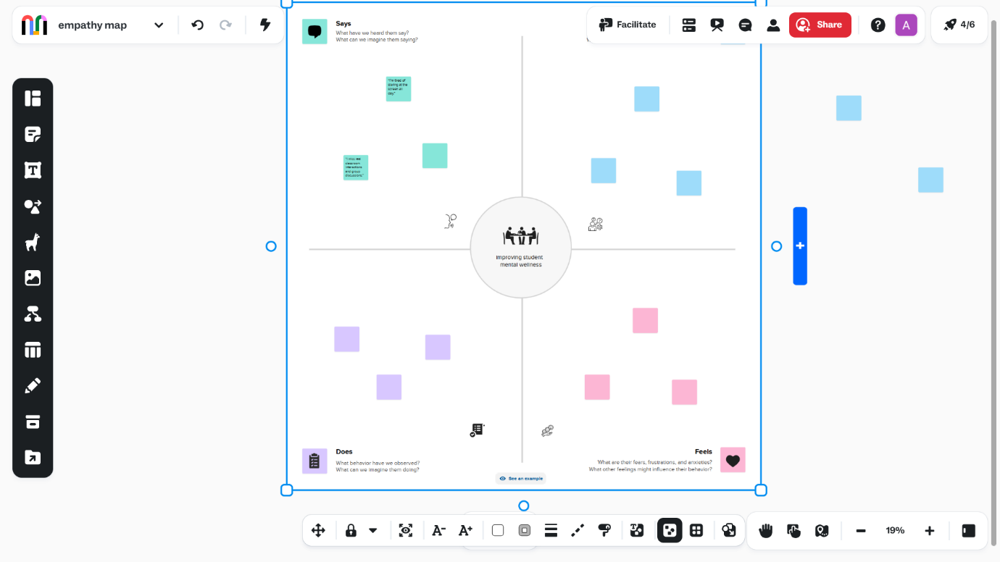 empathy map
Facilitate
Share
A
4/6
Says
What have we heard them say?
What can we imagine them saying?
"I'm tired of
staring at the
screen all
day."
"I miss real
classroom
interactions
and group
discussions."
Improving student
mental wellness
Does
What behavior have we observed?
What can we imagine them doing?
Feels
What are their fears, frustrations, and anxieties?
What other feelings might influence their behavior?
See an example
A-
A+
19%